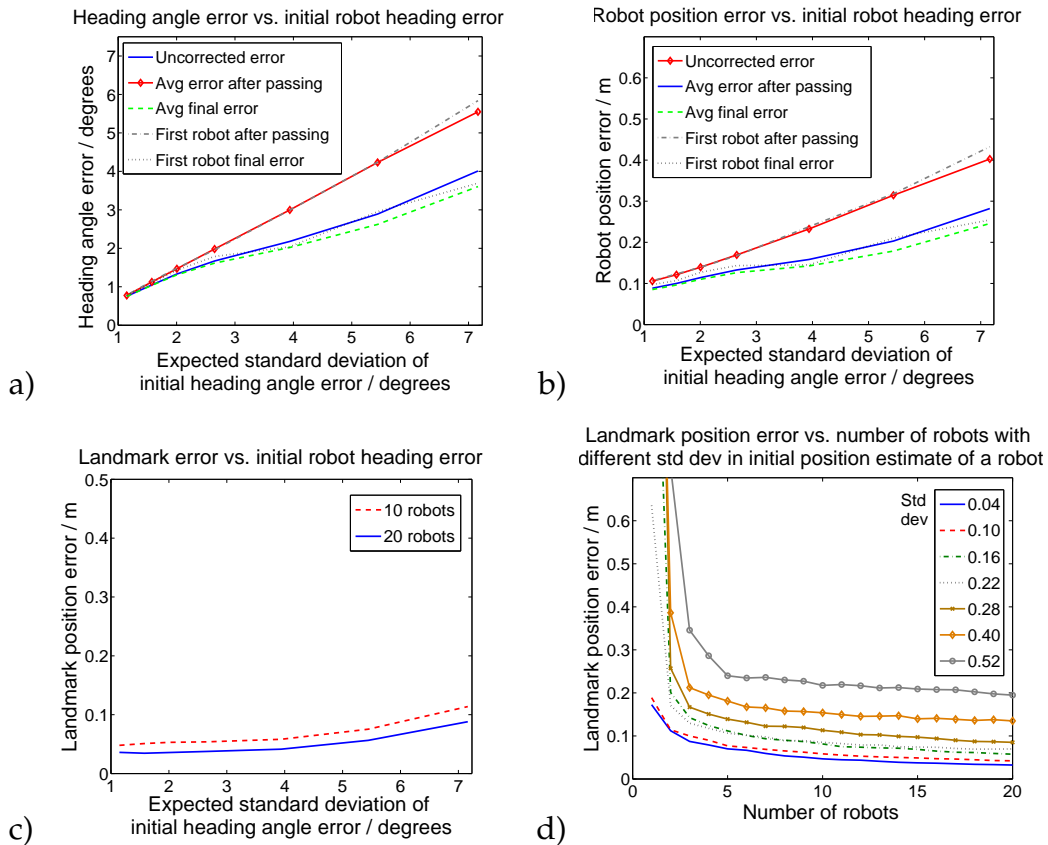 Heading angle error vs. initial robot heading error
Heading angle error / degrees
7
6
5
4
3
2
1
0
Uncorrected error
Avg error after passing
Avg final error
First robot after passing
First robot final error
1 2 3 4 5 6 7
Expected standard deviation of
initial heading angle error / degrees
a)
Robot position error vs. initial robot heading error
Robot position error / m
0.6
0.5
0.4
0.3
0.2
0.1
0
Uncorrected error
Avg error after passing
Avg final error
First robot after passing
First robot final error
1 2 3 4 5 6 7
Expected standard deviation of
initial heading angle error / degrees
b)
Landmark error vs. initial robot heading error
Landmark position error / m
0.5
0.4
0.3
0.2
0.1
0
10 robots
20 robots
1 2 3 4 5 6 7
Expected standard deviation of
initial heading angle error / degrees
c)
Landmark position error vs. number of robots with
different std dev in initial position estimate of a robot
Landmark position error / m
0.6
0.5
0.4
0.3
0.2
0.1
0
Std
dev
0.04
0.10
0.16
0.22
0.28
0.40
0.52
0 5 10 15 20
Number of robots
d)